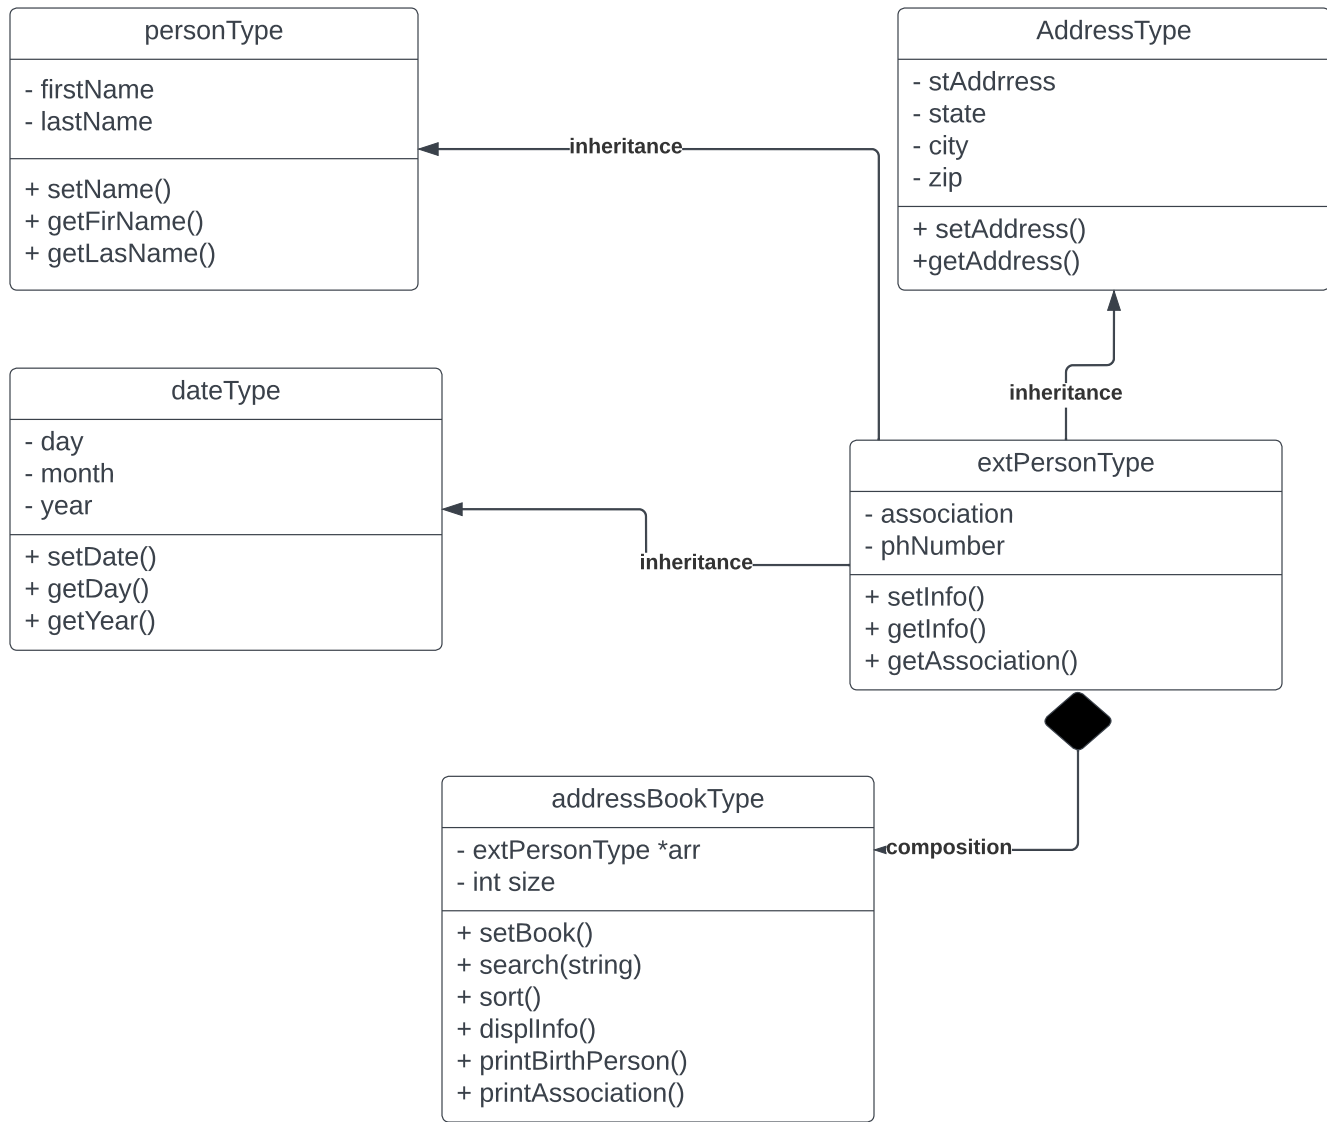 personType
- firstName
- lastName
+ setName()
+ getFirName()
+ getLasName()
AddressType
- stAddrress
- state
- city
- zip
+ setAddress()
+getAddress()
inheritance
inheritance
dateType
- day
- month
- year
+ setDate()
+ getDay()
+ getYear()
inheritance
extPersonType
- association
- phNumber
+ setInfo()
+ getInfo()
+ getAssociation()
addressBookType
- extPersonType *arr
- int size
+ setBook()
+ search(string)
+ sort()
+ displInfo()
+ printBirthPerson()
+ printAssociation()
composition